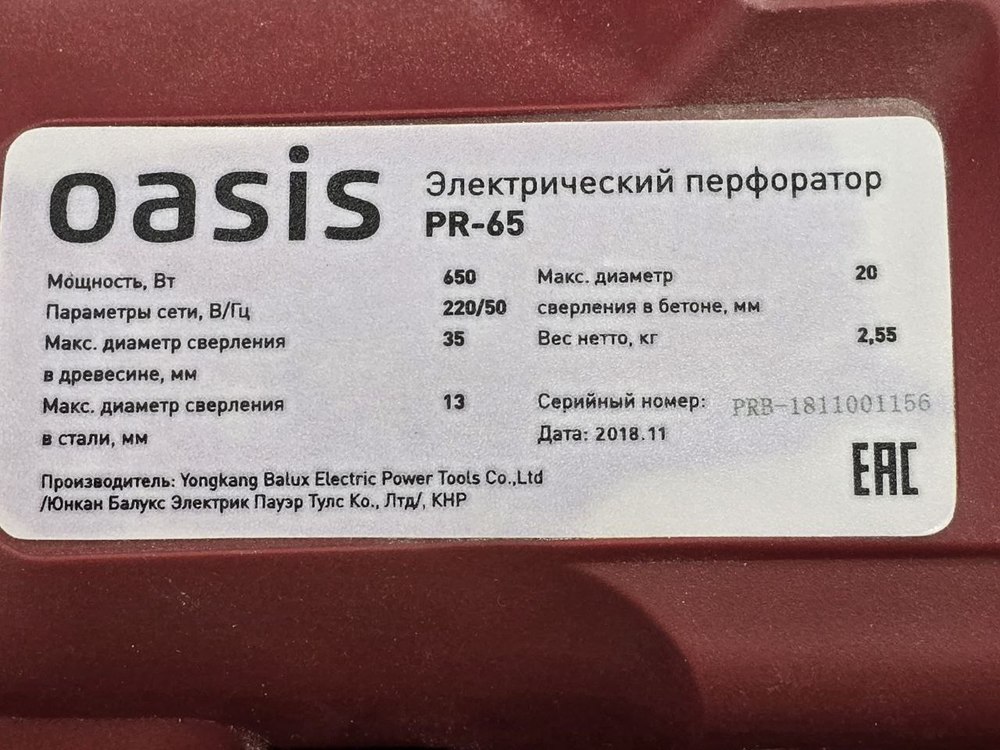 oasis
Электрический перфоратор
PR-65
Мощность, Вт 650
Параметры сети, В/Гц 220/50
Макс. диаметр сверления 35
в древесине, мм
Макс. диаметр сверления 13
в стали, мм
Макс. диаметр 20
сверления в бетоне, мм
Вес нетто, кг 2,55
Серийный номер: PRB-1811001156
Дата: 2018.11
EAC
Производитель: Yongkang Balux Electric Power Tools Co.,Ltd
/Юнкан Балукс Электрик Пауэр Тулс Ко., Лтд/, КНР